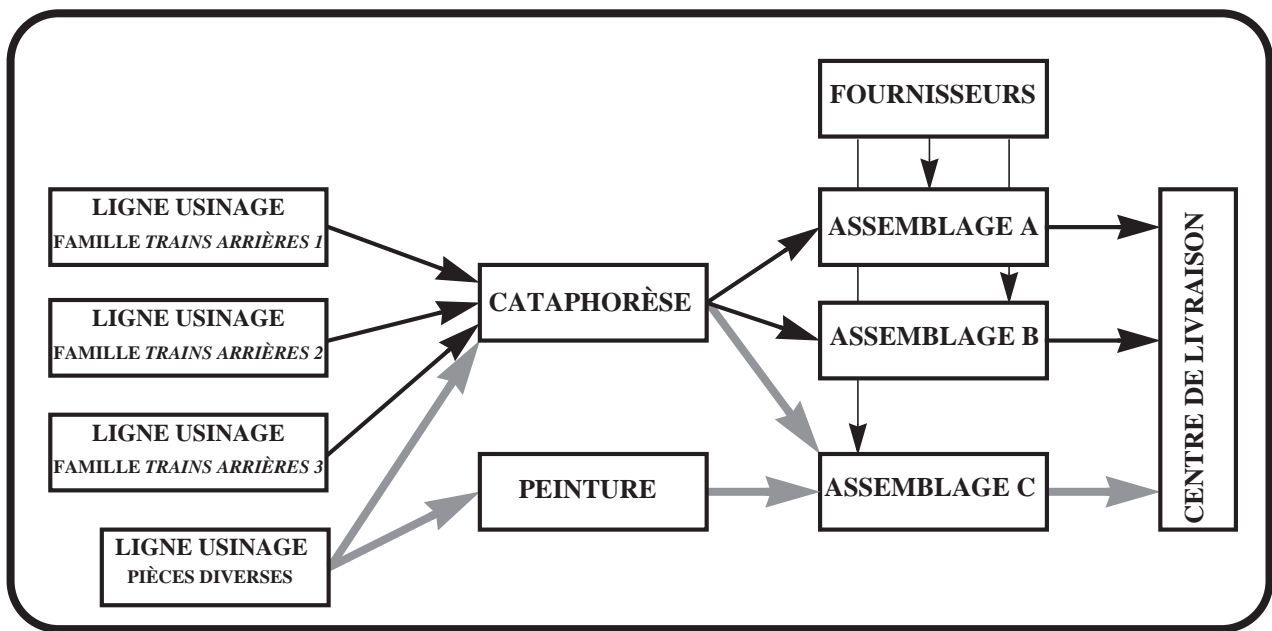 FOURNISSEURS
LIGNE USINAGE
FAMILLE TRAINS ARRIÈRES 1
LIGNE USINAGE
FAMILLE TRAINS ARRIÈRES 2
LIGNE USINAGE
FAMILLE TRAINS ARRIÈRES 3
LIGNE USINAGE
PIÈCES DIVERSES
CATAPHORÈSE
PEINTURE
ASSEMBLAGE A
ASSEMBLAGE B
ASSEMBLAGE C
CENTRE DE LIVRAISON